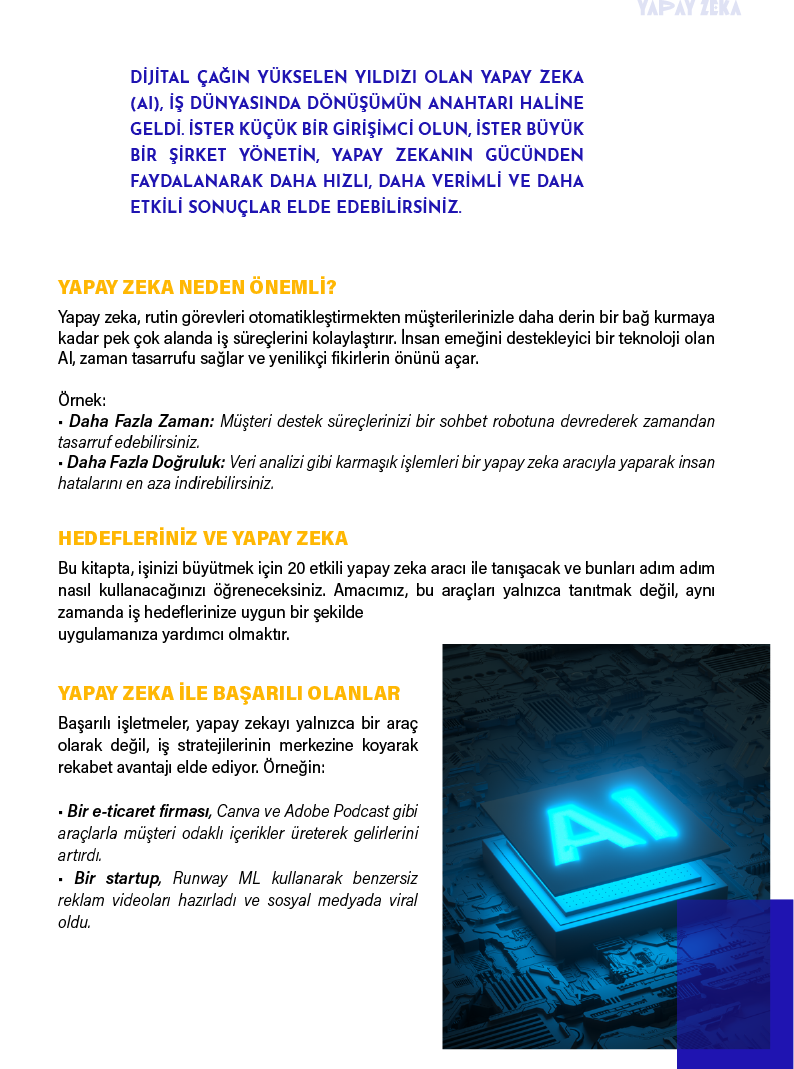 YAPAY ZEKA
DİJİTAL ÇAĞIN YÜKSELEN YILDIZI OLAN YAPAY ZEKA
(AI), İŞ DÜNYASINDA DÖNÜŞÜMÜN ANAHTARI HALİNE
GELDİ. İSTER KÜÇÜK BİR GİRİŞİMCİ OLUN, İSTER BÜYÜK
BİR ŞİRKET YÖNETİN, YAPAY ZEKANIN GÜCÜNDEN
FAYDALANARAK DAHA HIZLI, DAHA VERİMLİ VE DAHA
ETKİLİ SONUÇLAR ELDE EDEBİLİRSİNİZ.
YAPAY ZEKA NEDEN ÖNEMLİ?
Yapay zeka, rutin görevleri otomatikleştirmekten müşterilerinizle daha derin bir bağ kurmaya
kadar pek çok alanda iş süreçlerini kolaylaştırır. İnsan emeğini destekleyici bir teknoloji olan
AI, zaman tasarrufu sağlar ve yenilikçi fikirlerin önünü açar.
Örnek:
• Daha Fazla Zaman: Müşteri destek süreçlerinizi bir sohbet robotuna devrederek zamandan
tasarruf edebilirsiniz.
• Daha Fazla Doğruluk: Veri analizi gibi karmaşık işlemleri bir yapay zeka aracıyla yaparak insan
hatalarını en aza indirebilirsiniz.
HEDEFLERİNİZ VE YAPAY ZEKA
Bu kitapta, işinizi büyütmek için 20 etkili yapay zeka aracı ile tanışacak ve bunları adım adım
nasıl kullanacağınızı öğreneceksiniz. Amacımız, bu araçları yalnızca tanıtmak değil, aynı
zamanda iş hedeflerinize uygun bir şekilde
uygulamanıza yardımcı olmaktır.
YAPAY ZEKA İLE BAŞARILI OLANLAR
Başarılı işletmeler, yapay zekayı yalnızca bir araç
olarak değil, iş stratejilerinin merkezine koyarak
rekabet avantajı elde ediyor. Örneğin:
• Bir e-ticaret firması, Canva ve Adobe Podcast gibi
araçlarla müşteri odaklı içerikler üreterek gelirlerini
artırdı.
• Bir startup, Runway ML kullanarak benzersiz
reklam videoları hazırladı ve sosyal medyada viral
oldu.
AI